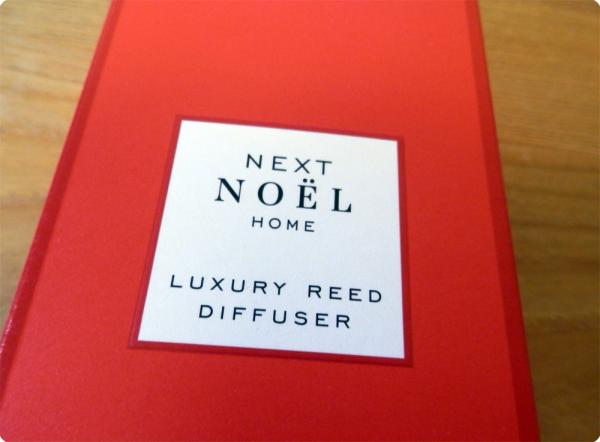 NEXT
NOËL
HOME
LUXURY REED
DIFFUSER